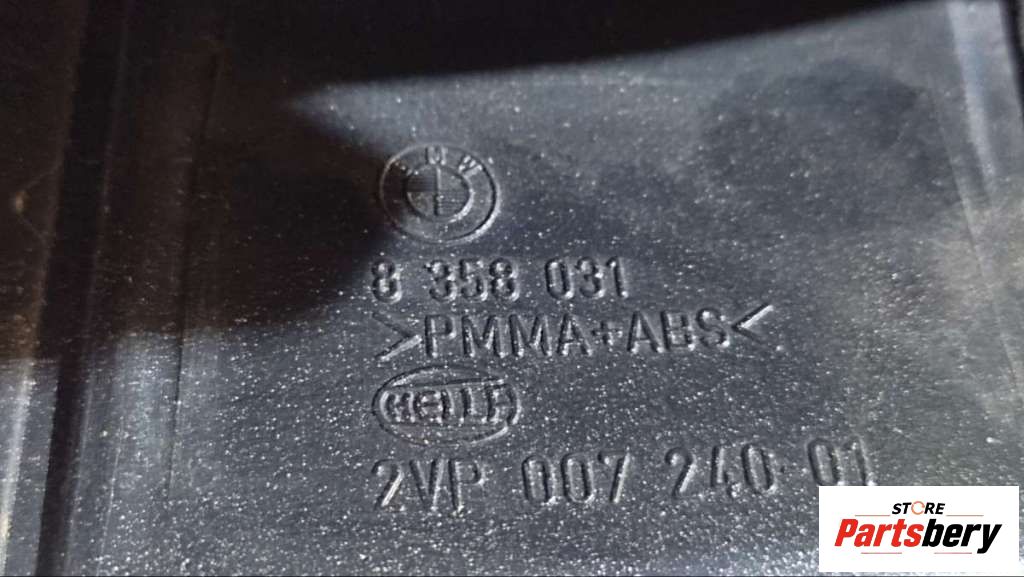 BMW
8 358 031
>PMMA+ABS<
HELLA
2VP 007 240-01
STORE
Partsbery